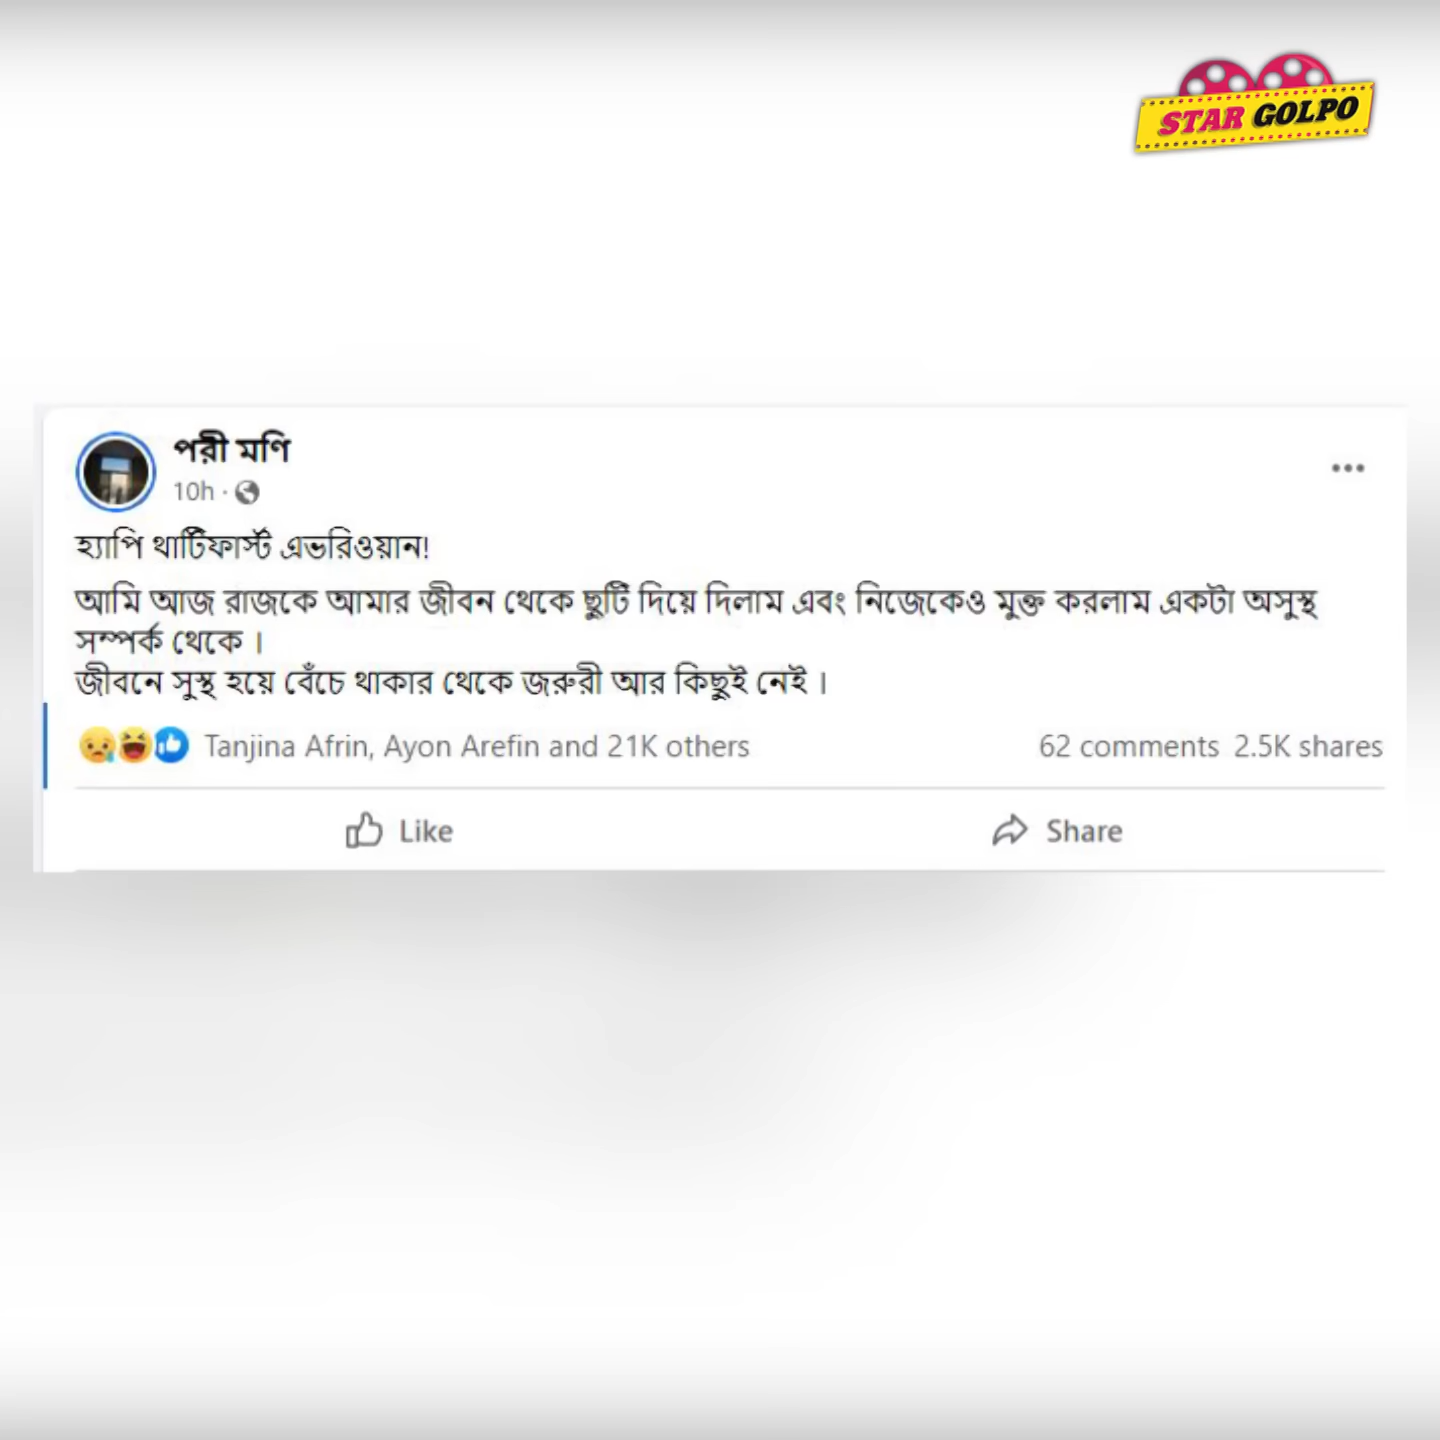 STAR GOLPO
পরী মণি
10h ·
হ্যাপি থার্টিফার্স্ট এভরিওয়ান!
আমি আজ রাজকে আমার জীবন থেকে ছুটি দিয়ে দিলাম এবং নিজেকেও মুক্ত করলাম একটা অসুস্থ
সম্পর্ক থেকে ।
জীবনে সুস্থ হয়ে বেঁচে থাকার থেকে জরুরী আর কিছুই নেই ।
Tanjina Afrin, Ayon Arefin and 21K others 62 comments 2.5K shares
Like Share